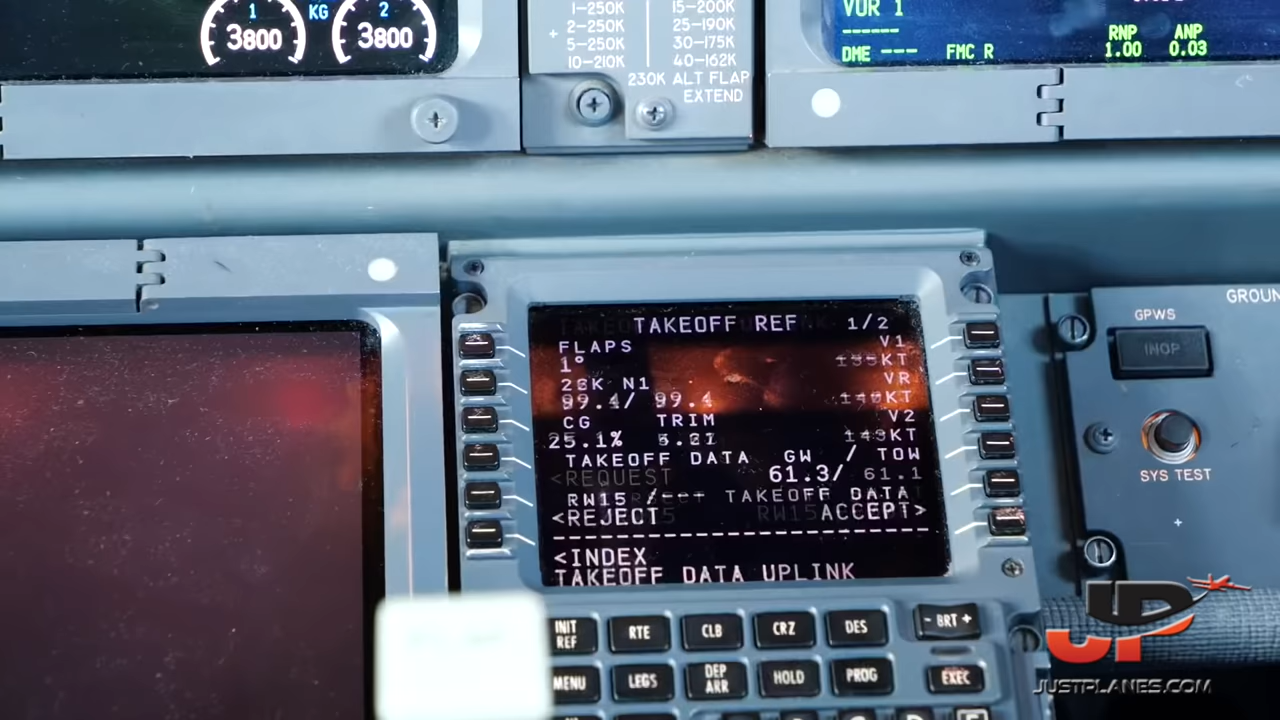 1 KG 2
3800 3800
1-250K 15-200K
2-250K 25-190K
5-250K 30-175K
10-210K 40-162K
230K ALT FLAP
EXTEND
VOR 1
DME --- FMC R
RNP ANP
1.00 0.03
TAKEOFF REF 1/2
FLAPS V1
1°
KT
26K N1 VR
99.4/ 99.4 KT
CG TRIM V2
25.1% KT
TAKEOFF DATA GW / TOW
<REQUEST 61.3/ 61.1
RW15 / TAKEOFF DATA
<REJECT ACCEPT>
<INDEX
TAKEOFF DATA UPLINK
INIT REF
RTE
CLB
CRZ
DES
- BRT +
MENU
LEGS
DEP ARR
HOLD
PROG
EXEC
GROUN
GPWS
INOP
SYS TEST
JP
JUSTPLANES.COM